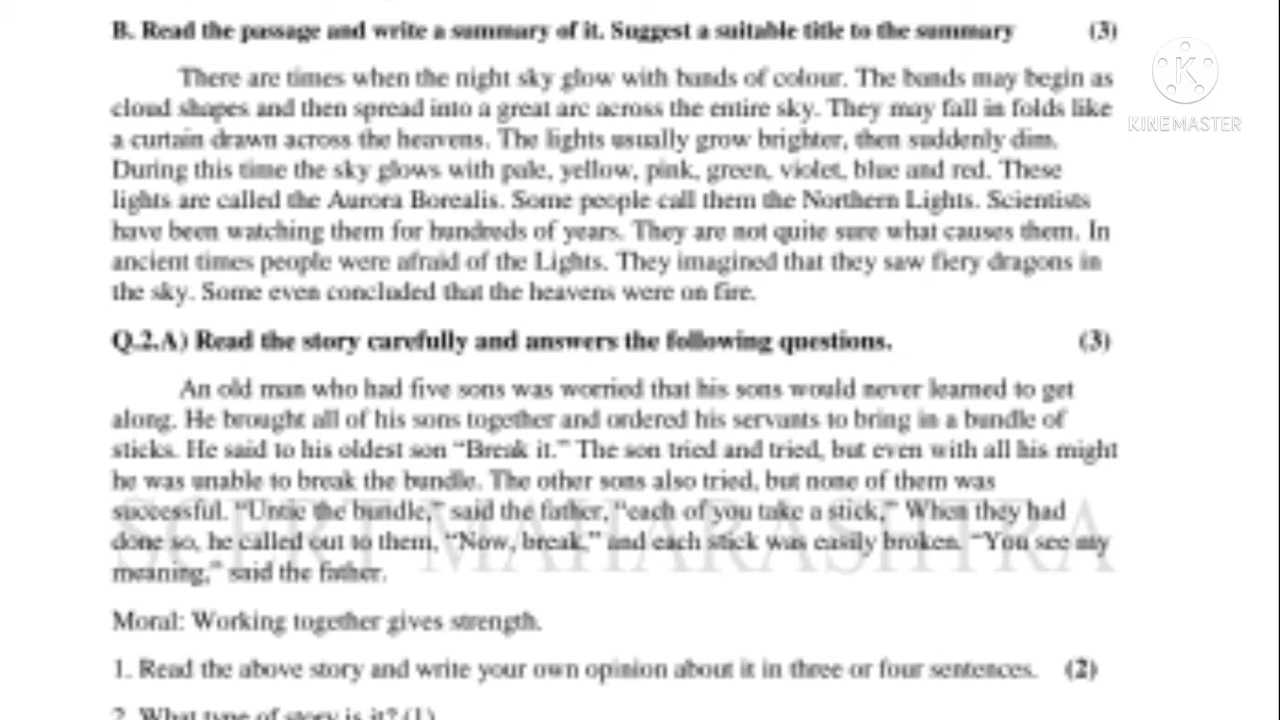 B. Read the passage and write a summary of it. Suggest a suitable title to the summary (3)
KINEMASTER
There are times when the night sky glow with bands of colour. The bands may begin as
cloud shapes and then spread into a great arc across the entire sky. They may fall in folds like
a curtain drawn across the heavens. The lights usually grow brighter, then suddenly dim.
During this time the sky glows with pale, yellow, pink, green, violet, blue and red. These
lights are called the Aurora Borealis. Some people call them the Northern Lights. Scientists
have been watching them for hundreds of years. They are not quite sure what causes them. In
ancient times people were afraid of the Lights. They imagined that they saw fiery dragons in
the sky. Some even concluded that the heavens were on fire.
Q.2.A) Read the story carefully and answers the following questions. (3)
An old man who had five sons was worried that his sons would never learned to get
along. He brought all of his sons together and ordered his servants to bring in a bundle of
sticks. He said to his oldest son “Break it.” The son tried and tried, but even with all his might
he was unable to break the bundle. The other sons also tried, but none of them was
successful. “Untie the bundle,” said the father, “each of you take a stick,” When they had
done so, he called out to them, “Now, break,” and each stick was easily broken. “You see my
meaning,” said the father.
SCERT MAHARASHTRA
Moral: Working together gives strength.
1. Read the above story and write your own opinion about it in three or four sentences. (2)
2. What type of story is it? (1)